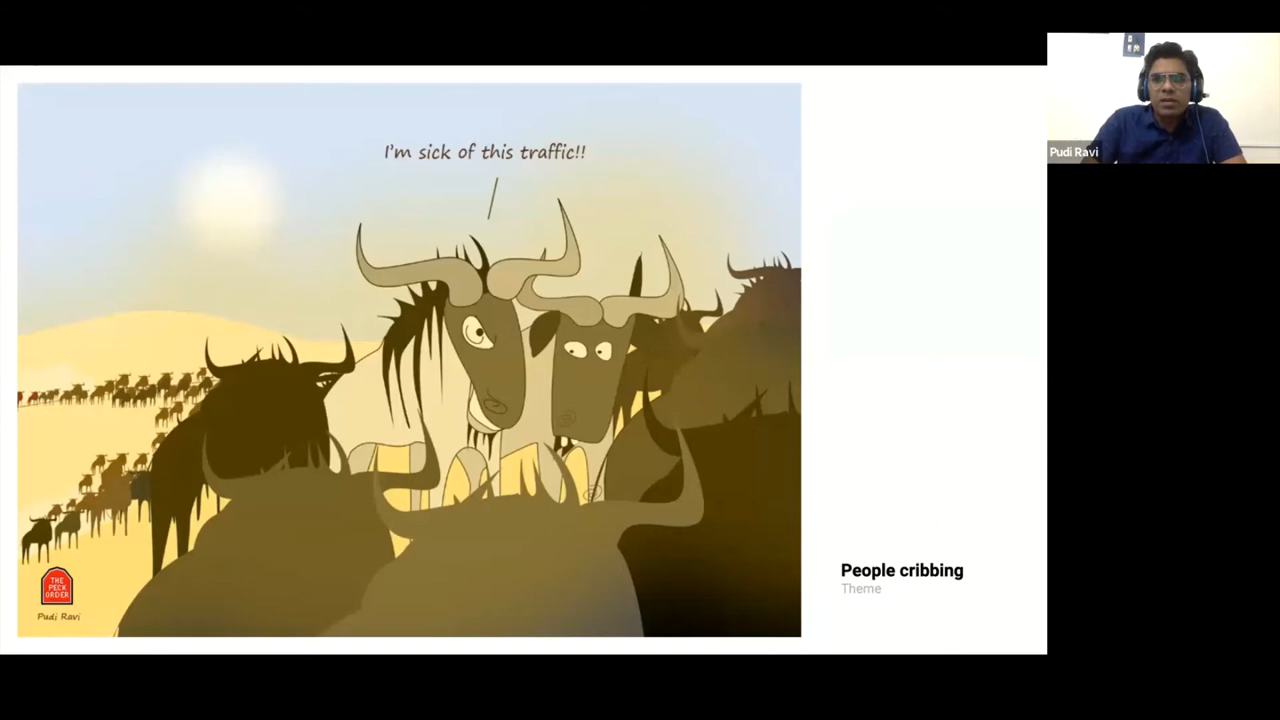 I'm sick of this traffic!!
THE
PECK
ORDER
Pudi Ravi
People cribbing
Theme
Pudi Ravi